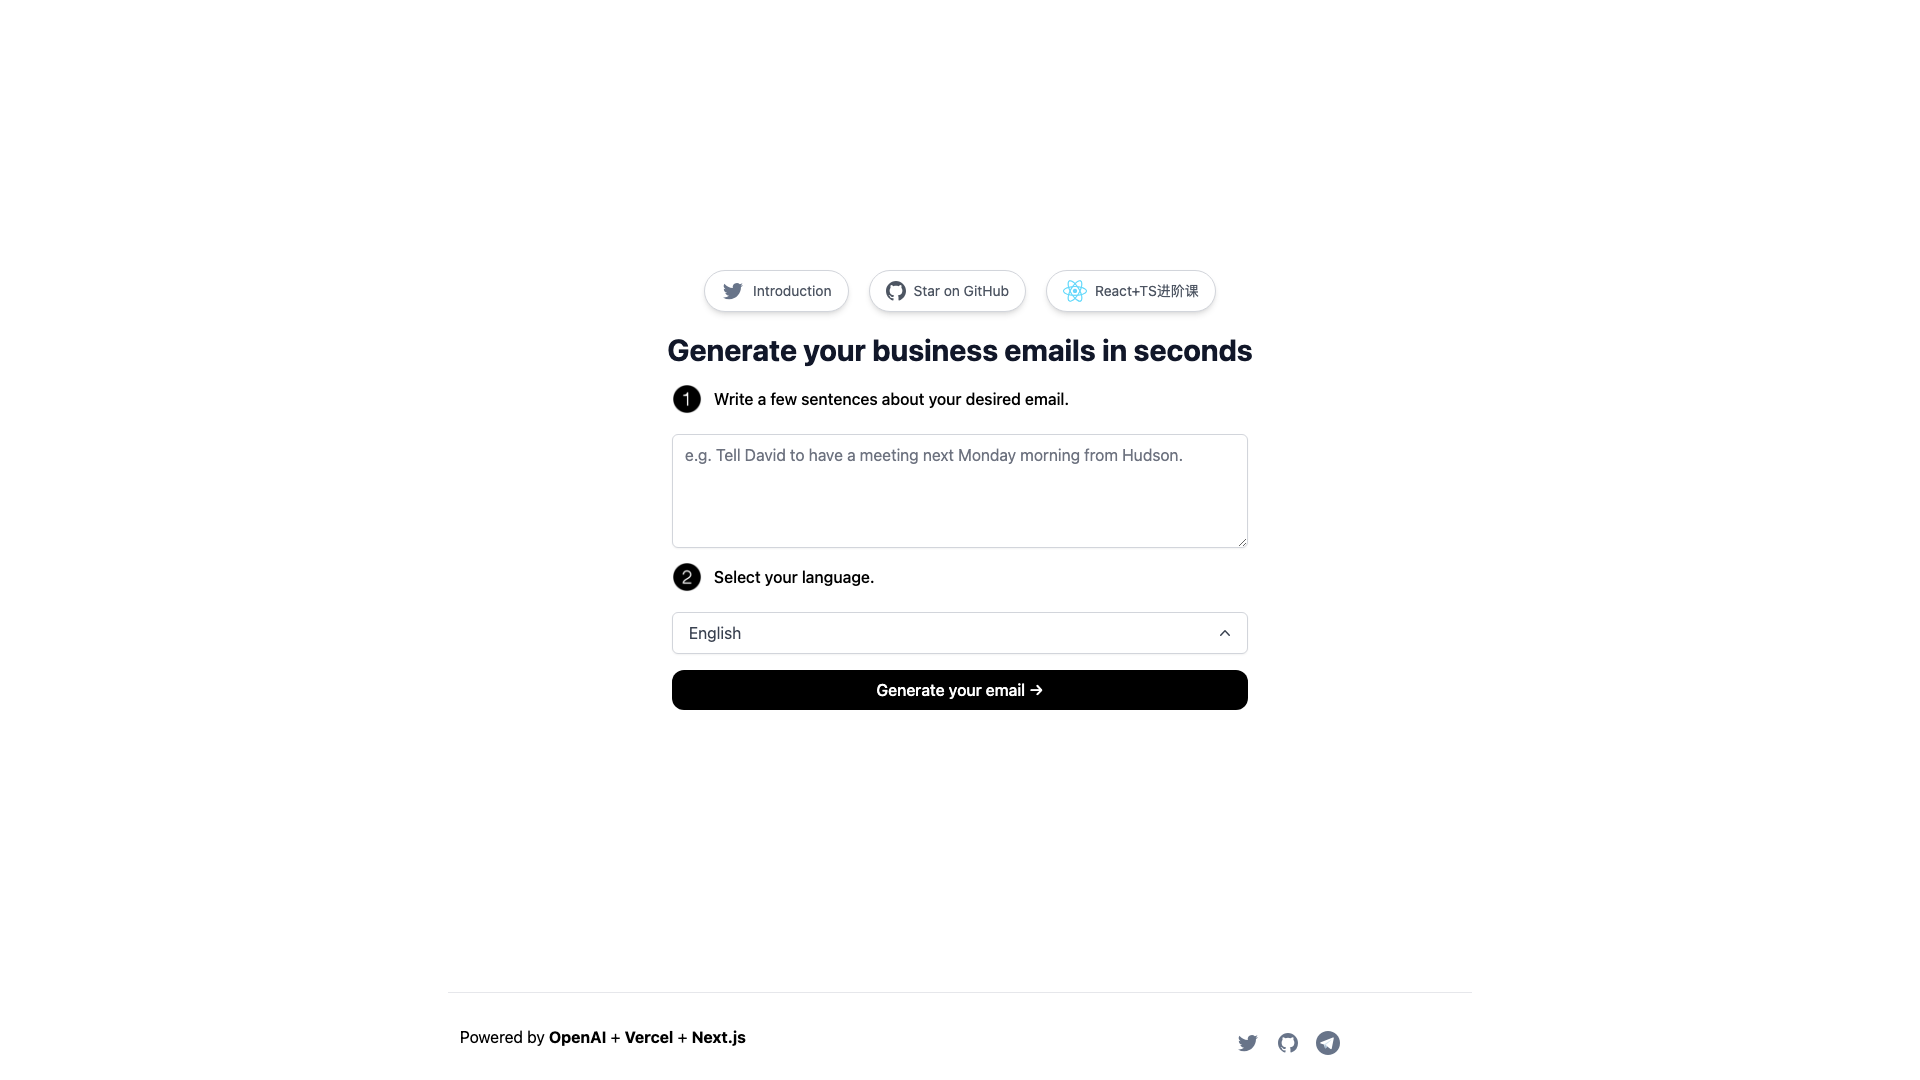 Introduction
Star on GitHub
React+TS进阶课
Generate your business emails in seconds
1 Write a few sentences about your desired email.
e.g. Tell David to have a meeting next Monday morning from Hudson.
2 Select your language.
English
Generate your email →
Powered by OpenAI + Vercel + Next.js